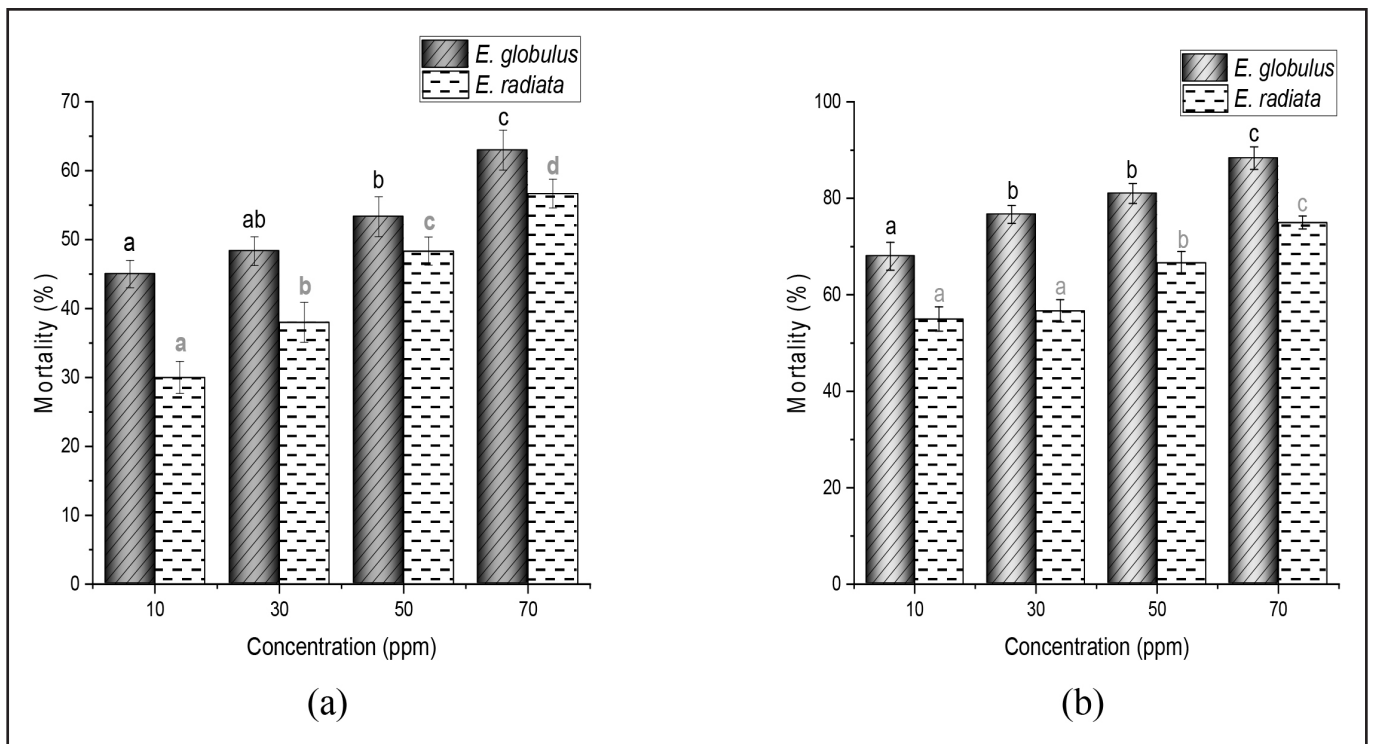 E. globulus
E. radiata
70
60
50
40
30
20
10
0
Mortality (%)
a
a
ab
b
b
c
c
d
10 30 50 70
Concentration (ppm)
(a)
E. globulus
E. radiata
100
80
60
40
20
0
Mortality (%)
a
a
b
a
b
b
c
c
10 30 50 70
Concentration (ppm)
(b)